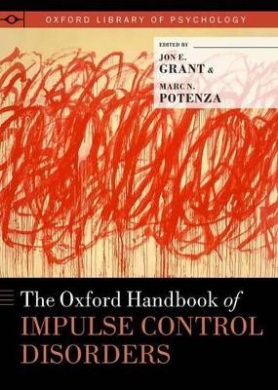 OXFORD LIBRARY OF PSYCHOLOGY
EDITED BY
JON E.
GRANT &
MARC N.
POTENZA
The Oxford Handbook of
IMPULSE CONTROL
DISORDERS